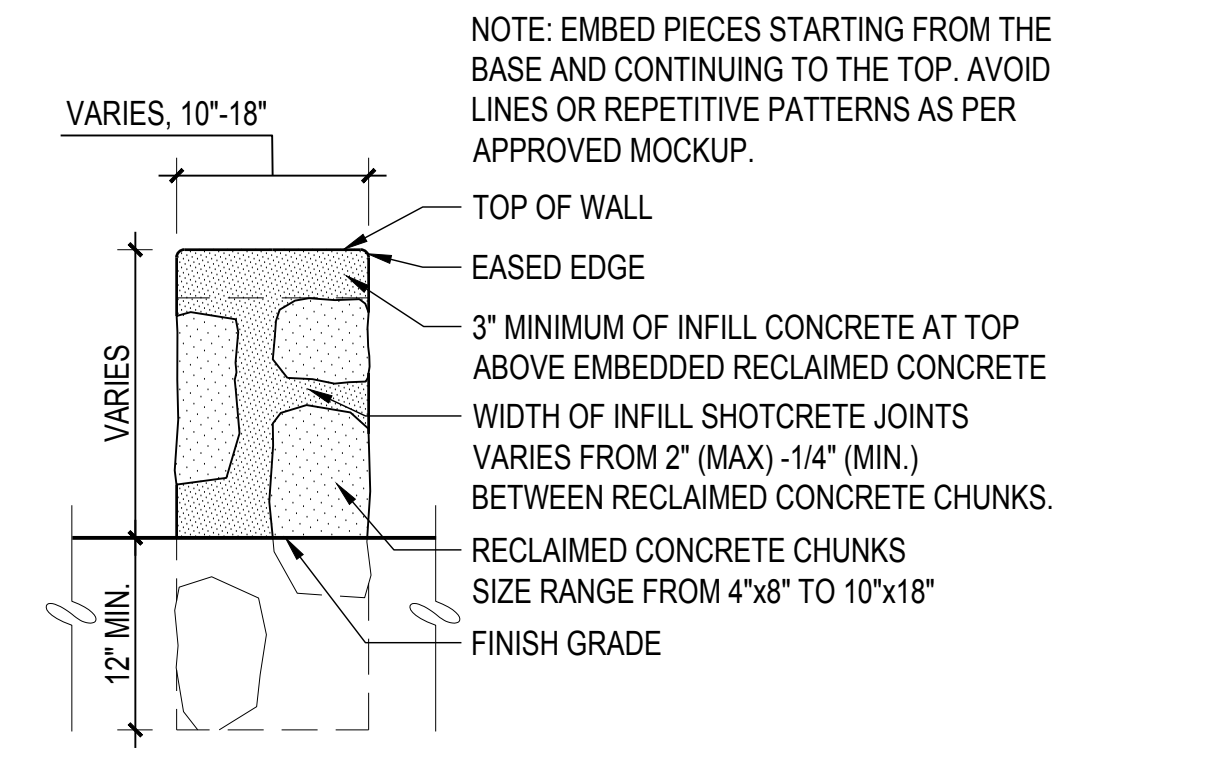 NOTE: EMBED PIECES STARTING FROM THE
BASE AND CONTINUING TO THE TOP. AVOID
LINES OR REPETITIVE PATTERNS AS PER
APPROVED MOCKUP.
VARIES, 10"-18"
TOP OF WALL
EASED EDGE
3" MINIMUM OF INFILL CONCRETE AT TOP
ABOVE EMBEDDED RECLAIMED CONCRETE
VARIES
WIDTH OF INFILL SHOTCRETE JOINTS
VARIES FROM 2" (MAX) -1/4" (MIN.)
BETWEEN RECLAIMED CONCRETE CHUNKS.
RECLAIMED CONCRETE CHUNKS
SIZE RANGE FROM 4"x8" TO 10"x18"
12" MIN.
FINISH GRADE